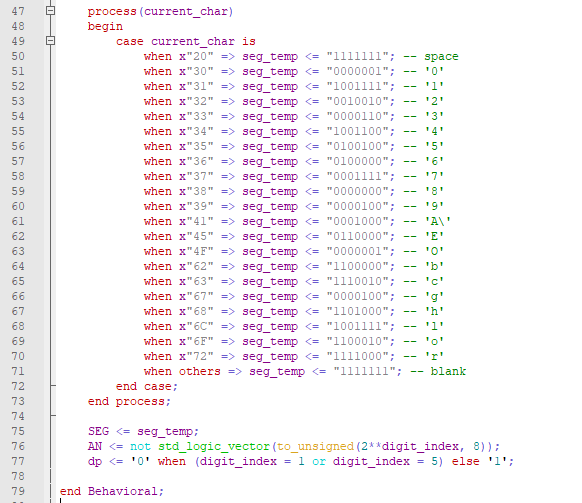 47 process(current_char)
48 begin
49 case current_char is
50 when x"20" => seg_temp <= "1111111"; -- space
51 when x"30" => seg_temp <= "0000001"; -- '0'
52 when x"31" => seg_temp <= "1001111"; -- '1'
53 when x"32" => seg_temp <= "0010010"; -- '2'
54 when x"33" => seg_temp <= "0000110"; -- '3'
55 when x"34" => seg_temp <= "1001100"; -- '4'
56 when x"35" => seg_temp <= "0100100"; -- '5'
57 when x"36" => seg_temp <= "0100000"; -- '6'
58 when x"37" => seg_temp <= "0001111"; -- '7'
59 when x"38" => seg_temp <= "0000000"; -- '8'
60 when x"39" => seg_temp <= "0000100"; -- '9'
61 when x"41" => seg_temp <= "0001000"; -- 'A\'
62 when x"45" => seg_temp <= "0110000"; -- 'E'
63 when x"4F" => seg_temp <= "0000001"; -- 'O'
64 when x"62" => seg_temp <= "1100000"; -- 'b'
65 when x"63" => seg_temp <= "1110010"; -- 'c'
66 when x"67" => seg_temp <= "0000100"; -- 'g'
67 when x"68" => seg_temp <= "1101000"; -- 'h'
68 when x"6C" => seg_temp <= "1001111"; -- 'l'
69 when x"6F" => seg_temp <= "1100010"; -- 'o'
70 when x"72" => seg_temp <= "1111000"; -- 'r'
71 when others => seg_temp <= "1111111"; -- blank
72 end case;
73 end process;
74
75 SEG <= seg_temp;
76 AN <= not std_logic_vector(to_unsigned(2**digit_index, 8));
77 dp <= '0' when (digit_index = 1 or digit_index = 5) else '1';
78
79 end Behavioral;